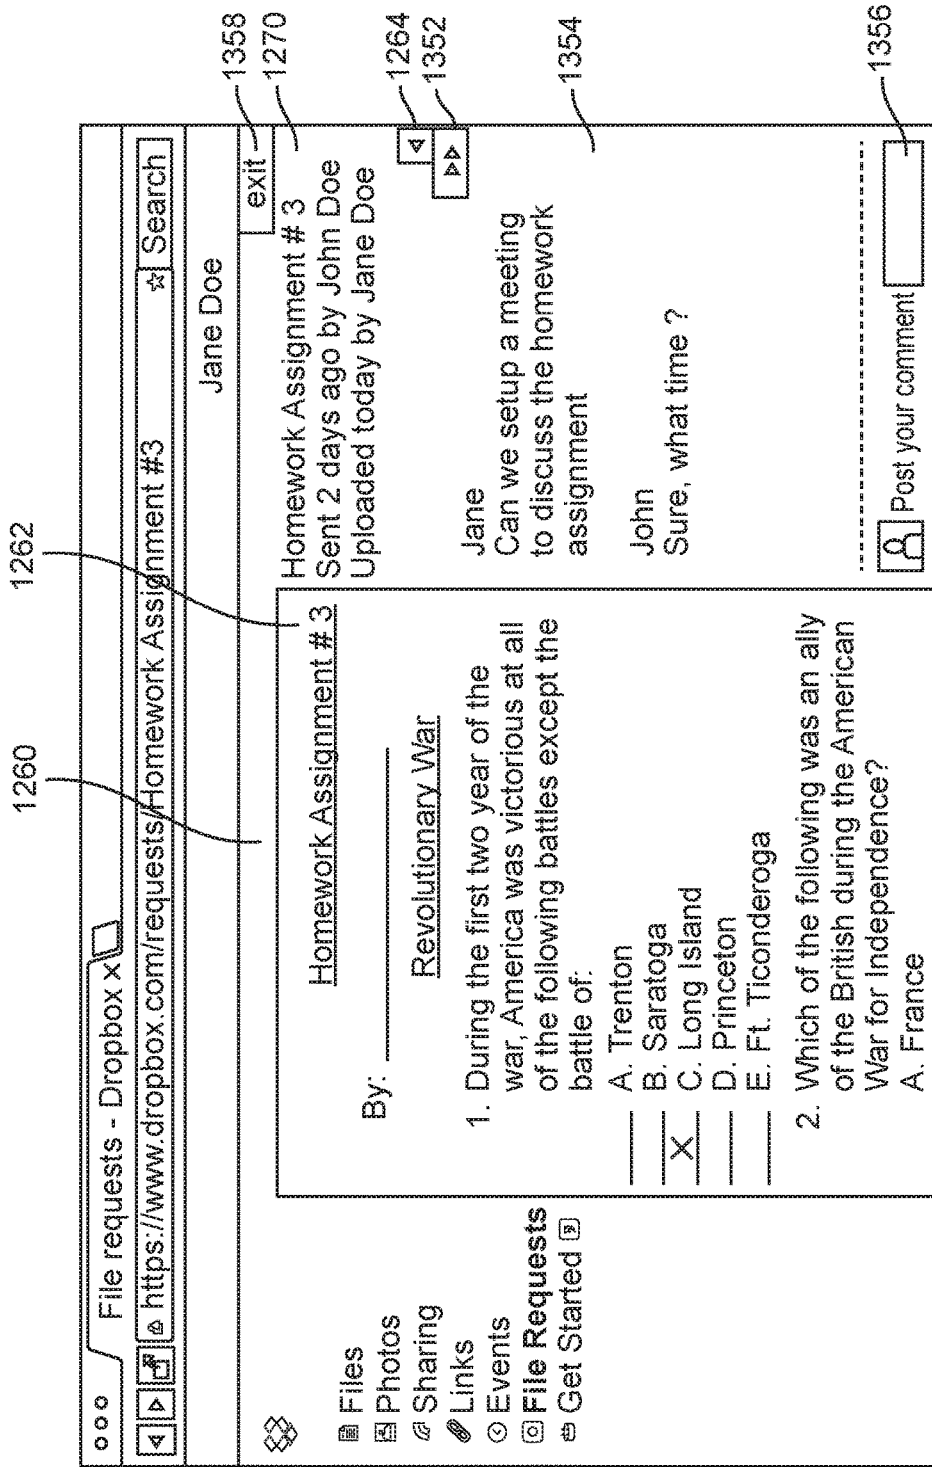 1260
1262
File requests - Dropbox X
https://www.dropbox.com/requests/Homework Assignment #3
Search
Jane Doe
exit
1358
1270
Files
Photos
Sharing
Links
Events
File Requests
Get Started
Homework Assignment # 3
By:
Revolutionary War
1. During the first two year of the
war, America was victorious at all
of the following battles except the
battle of:
A. Trenton
B. Saratoga
X C. Long Island
D. Princeton
E. Ft. Ticonderoga
2. Which of the following was an ally
of the British during the American
War for Independence?
A. France
Homework Assignment # 3
Sent 2 days ago by John Doe
Uploaded today by Jane Doe
1264
1352
Jane
Can we setup a meeting
to discuss the homework
assignment
1354
John
Sure, what time ?
Post your comment
1356